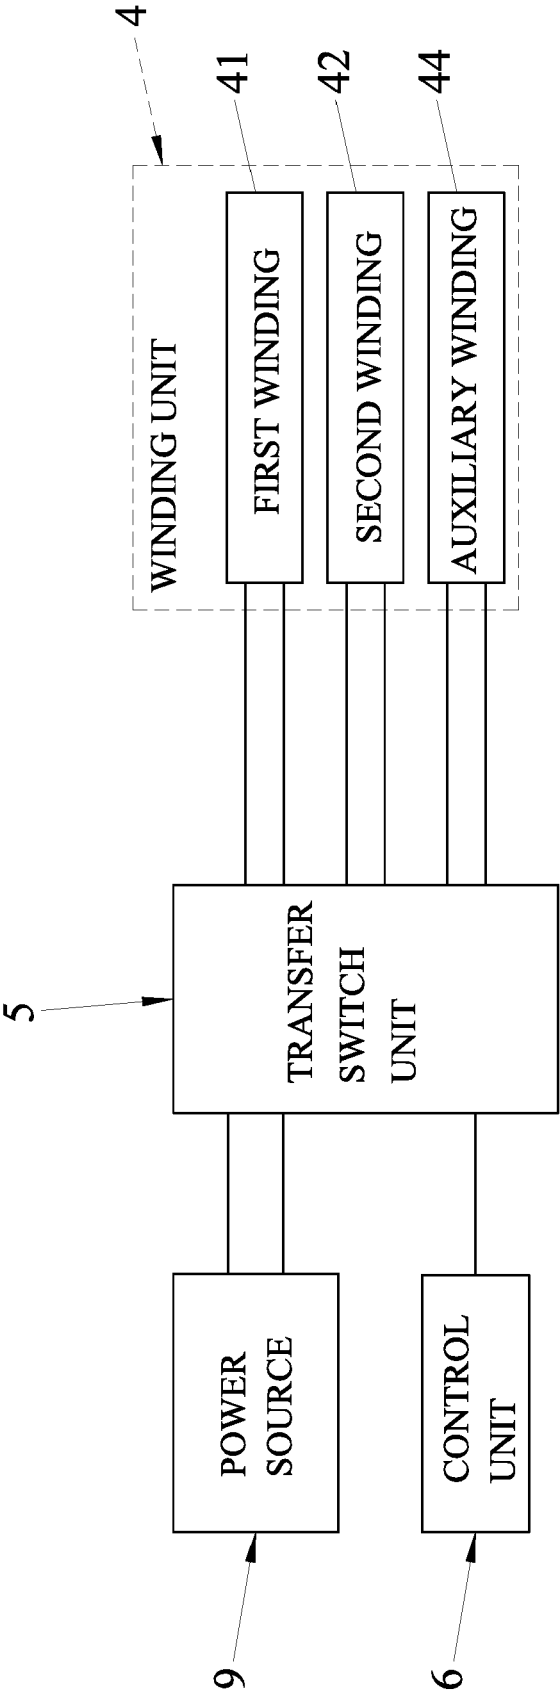 4
WINDING UNIT
41
FIRST WINDING
42
SECOND WINDING
44
AUXILIARY WINDING
5
TRANSFER
SWITCH
UNIT
9
POWER
SOURCE
6
CONTROL
UNIT